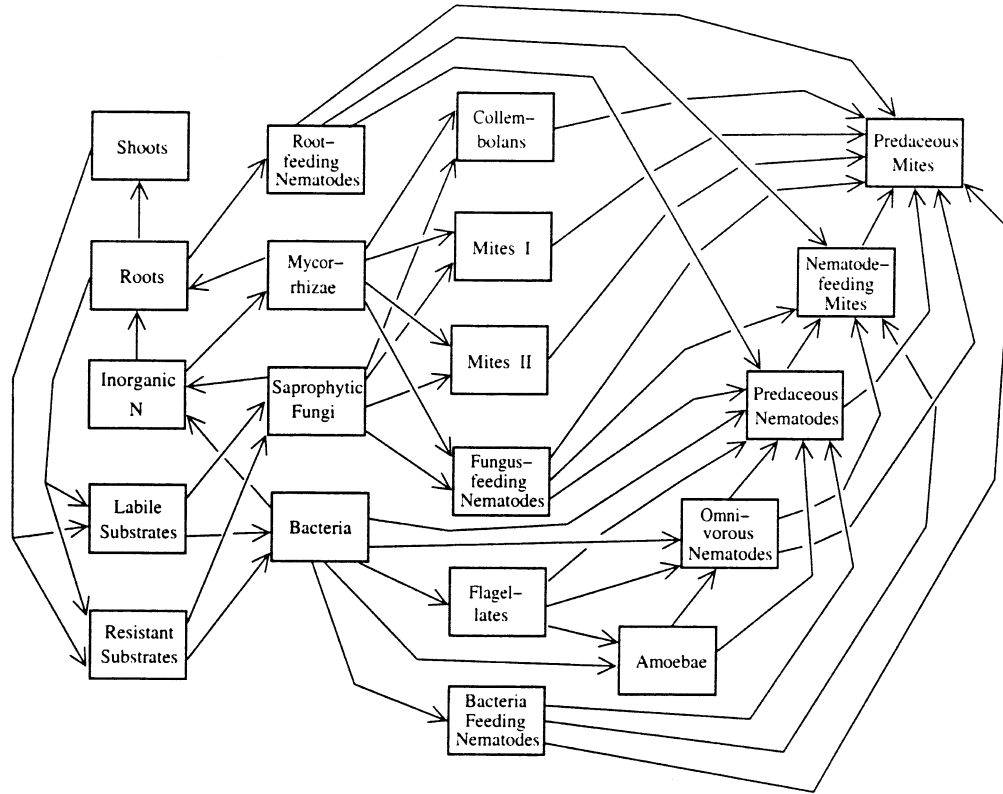 Shoots
Roots
Inorganic
N
Labile
Substrates
Resistant
Substrates
Root-
feeding
Nematodes
Mycor-
rhizae
Saprophytic
Fungi
Bacteria
Collem-
bolans
Mites I
Mites II
Fungus-
feeding
Nematodes
Flagel-
lates
Bacteria
Feeding
Nematodes
Amoebae
Omni-
vorous
Nematodes
Predaceous
Nematodes
Nematode-
feeding
Mites
Predaceous
Mites